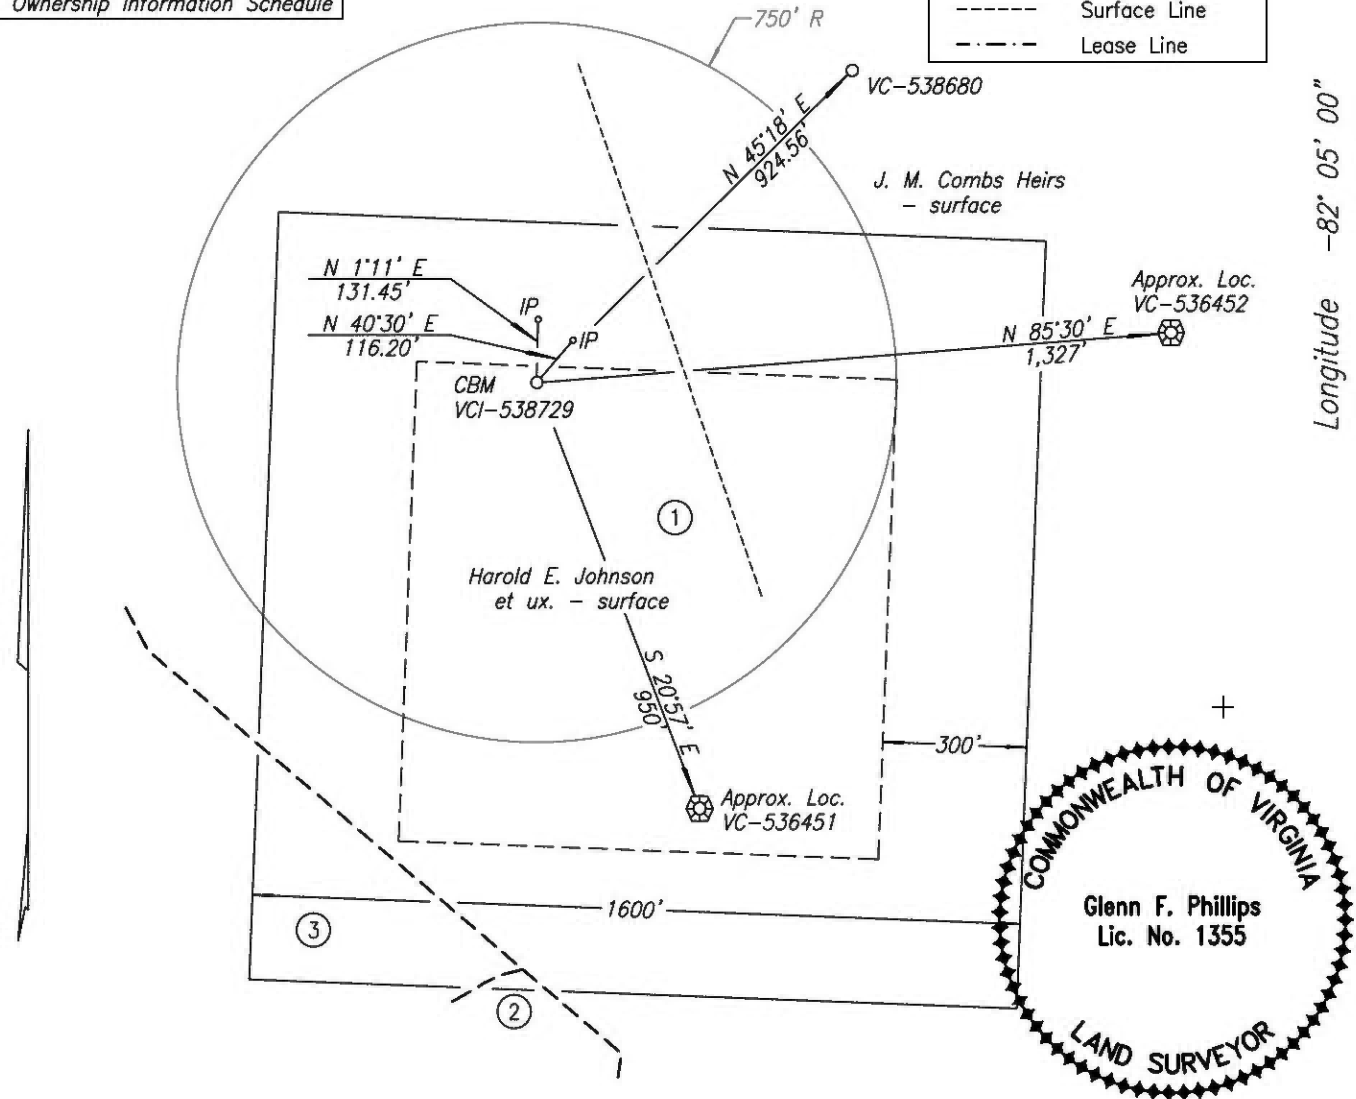 Ownership Information Schedule
750' R
Surface Line
Lease Line
VC-538680
N 45°18' E
924.56'
J. M. Combs Heirs
- surface
Longitude -82° 05' 00"
N 1°11' E
131.45'
IP
N 40°30' E
116.20'
IP
Approx. Loc.
VC-536452
N 85°30' E
1,327'
CBM
VCI-538729
1
Harold E. Johnson
et ux. - surface
S 20°57' E
950'
300'
Approx. Loc.
VC-536451
1600'
3
2
COMMONWEALTH OF VIRGINIA
Glenn F. Phillips
Lic. No. 1355
LAND SURVEYOR